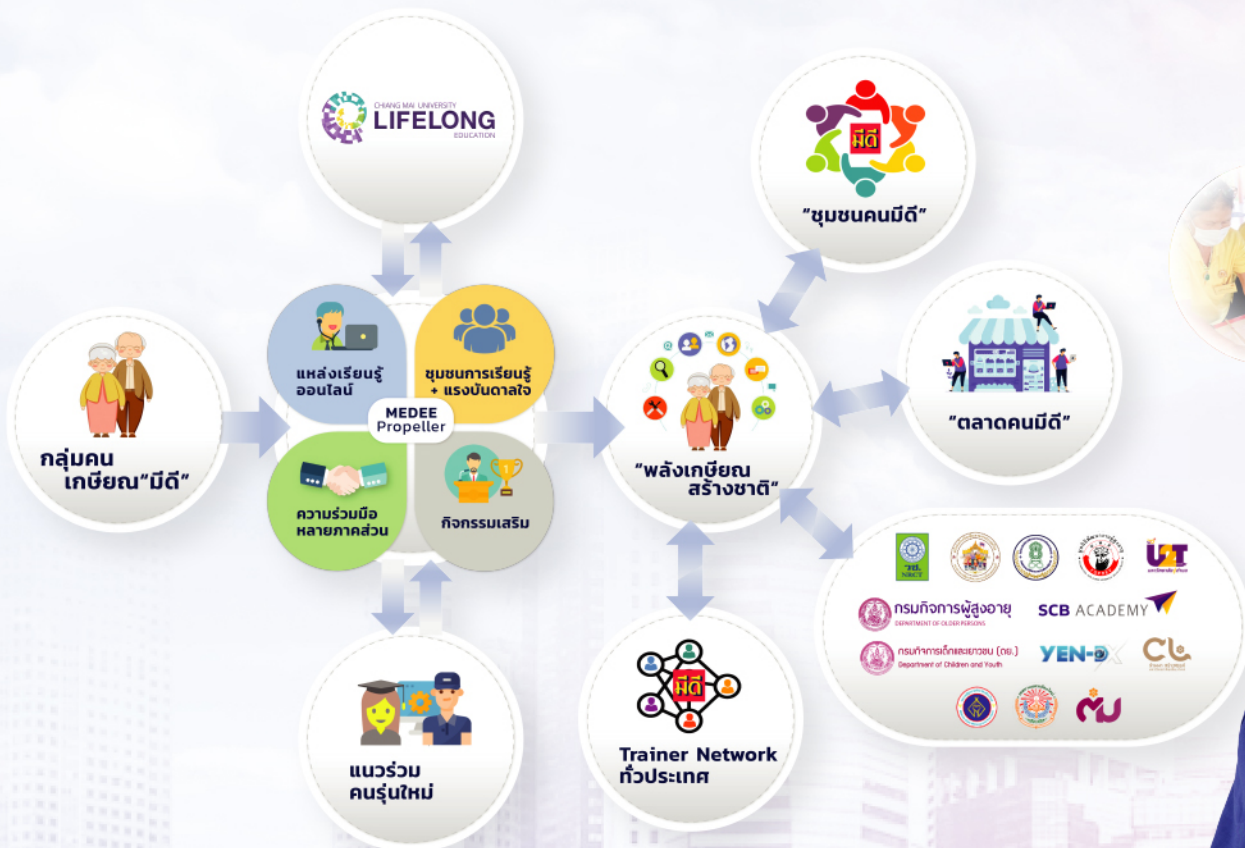 CHIANG MAI UNIVERSITY
LIFELONG
EDUCATION
มีดี
“ชุมชนคนมีดี”
แหล่งเรียนรู้
ออนไลน์
ชุมชนการเรียนรู้
+ แรงบันดาลใจ
MEDEE
Propeller
ความร่วมมือ
หลายภาคส่วน
กิจกรรมเสริม
กลุ่มคน
เกษียณ“มีดี”
“พลังเกษียณ
สร้างชาติ”
“ตลาดคนมีดี”
วช.
NRCT
U2T
กรมกิจการผู้สูงอายุ
DEPARTMENT OF OLDER PERSONS
SCB ACADEMY
กรมกิจการเด็กและเยาวชน (ดย.)
Department of Children and Youth
YEN-DX
แนวร่วม
คนรุ่นใหม่
มีดี
Trainer Network
ทั่วประเทศ